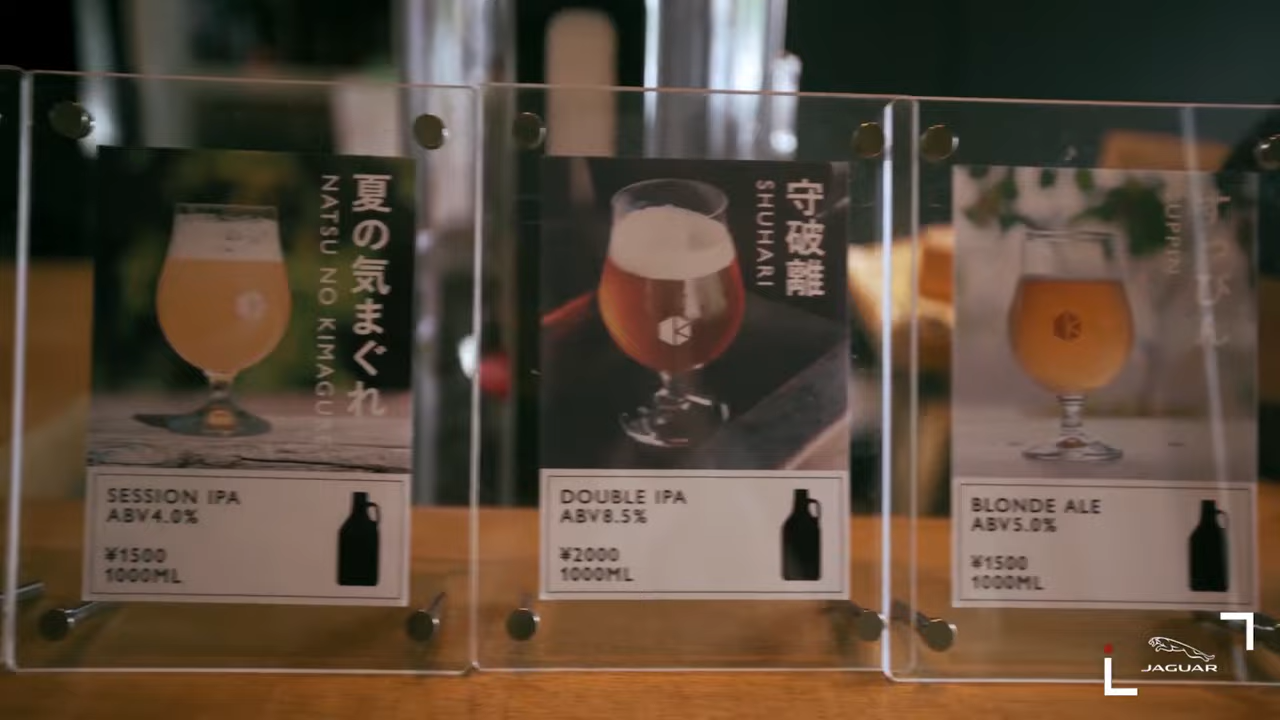 夏の気まぐれ
NATSU NO KIMAGU
SESSION IPA
ABV4.0%
¥1500
1000ML
守破離
SHUHARI
DOUBLE IPA
ABV8.5%
¥2000
1000ML
BLONDE ALE
ABV5.0%
¥1500
1000ML
JAGUAR